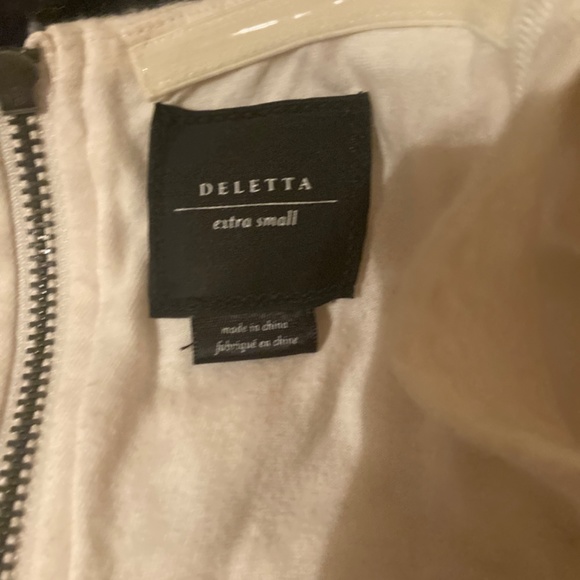 DELETTA
extra small
made in china
fabriqué en chine